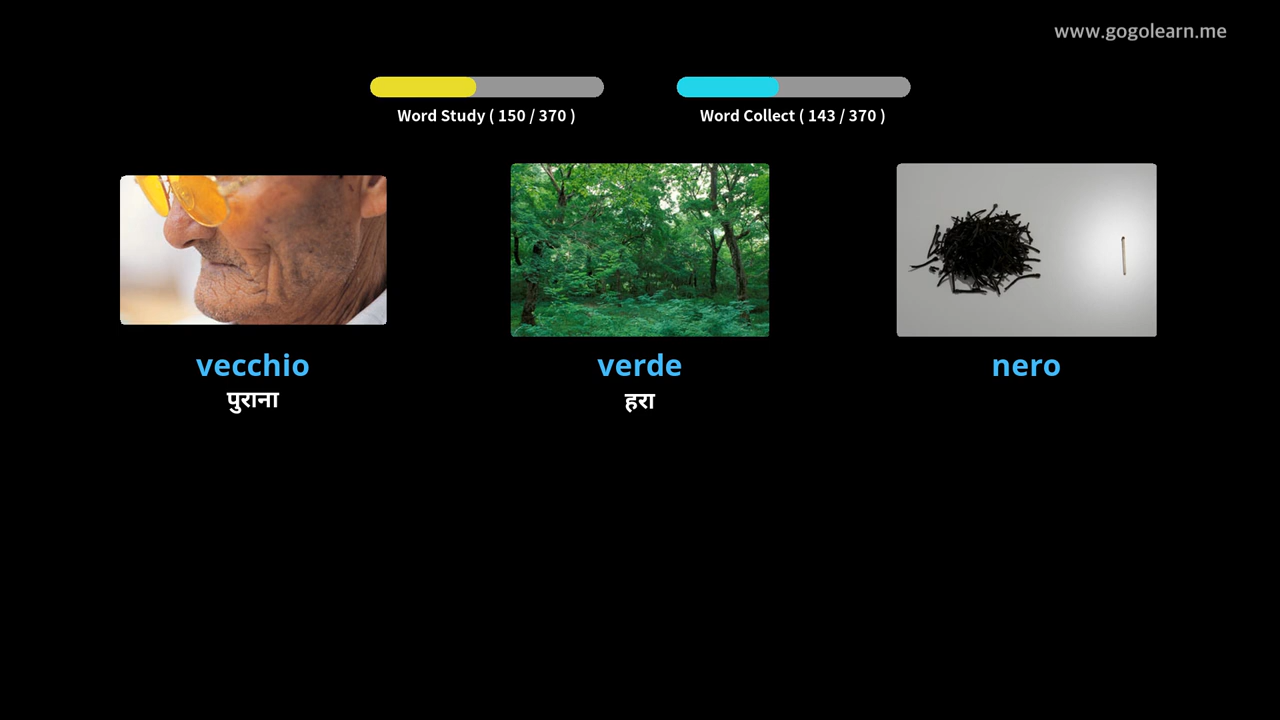 www.gogolearn.me
Word Study ( 150 / 370 )
Word Collect ( 143 / 370 )
vecchio
पुराना
verde
हरा
nero